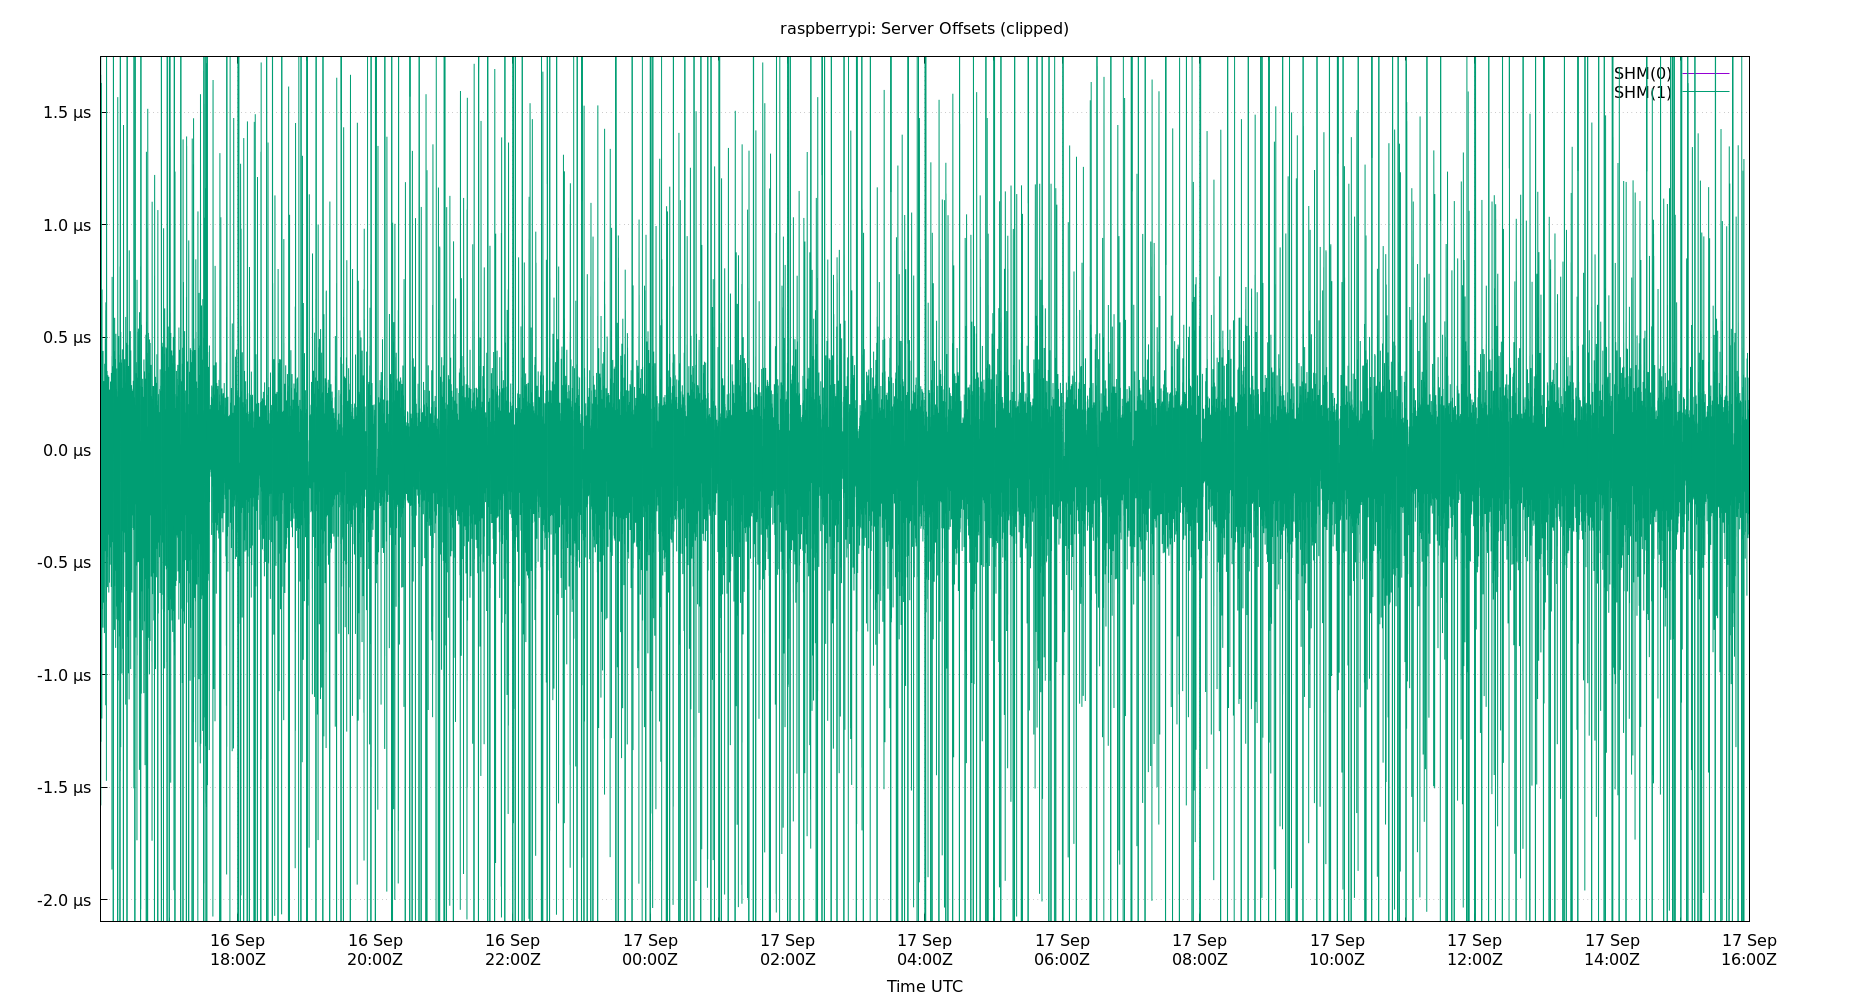 raspberrypi: Server Offsets (clipped)
SHM(0)
SHM(1)
1.5 µs
1.0 µs
0.5 µs
0.0 µs
-0.5 µs
-1.0 µs
-1.5 µs
-2.0 µs
16 Sep 16 Sep 16 Sep 17 Sep 17 Sep 17 Sep 17 Sep 17 Sep 17 Sep 17 Sep 17 Sep 17 Sep
18:00Z 20:00Z 22:00Z 00:00Z 02:00Z 04:00Z 06:00Z 08:00Z 10:00Z 12:00Z 14:00Z 16:00Z
Time UTC